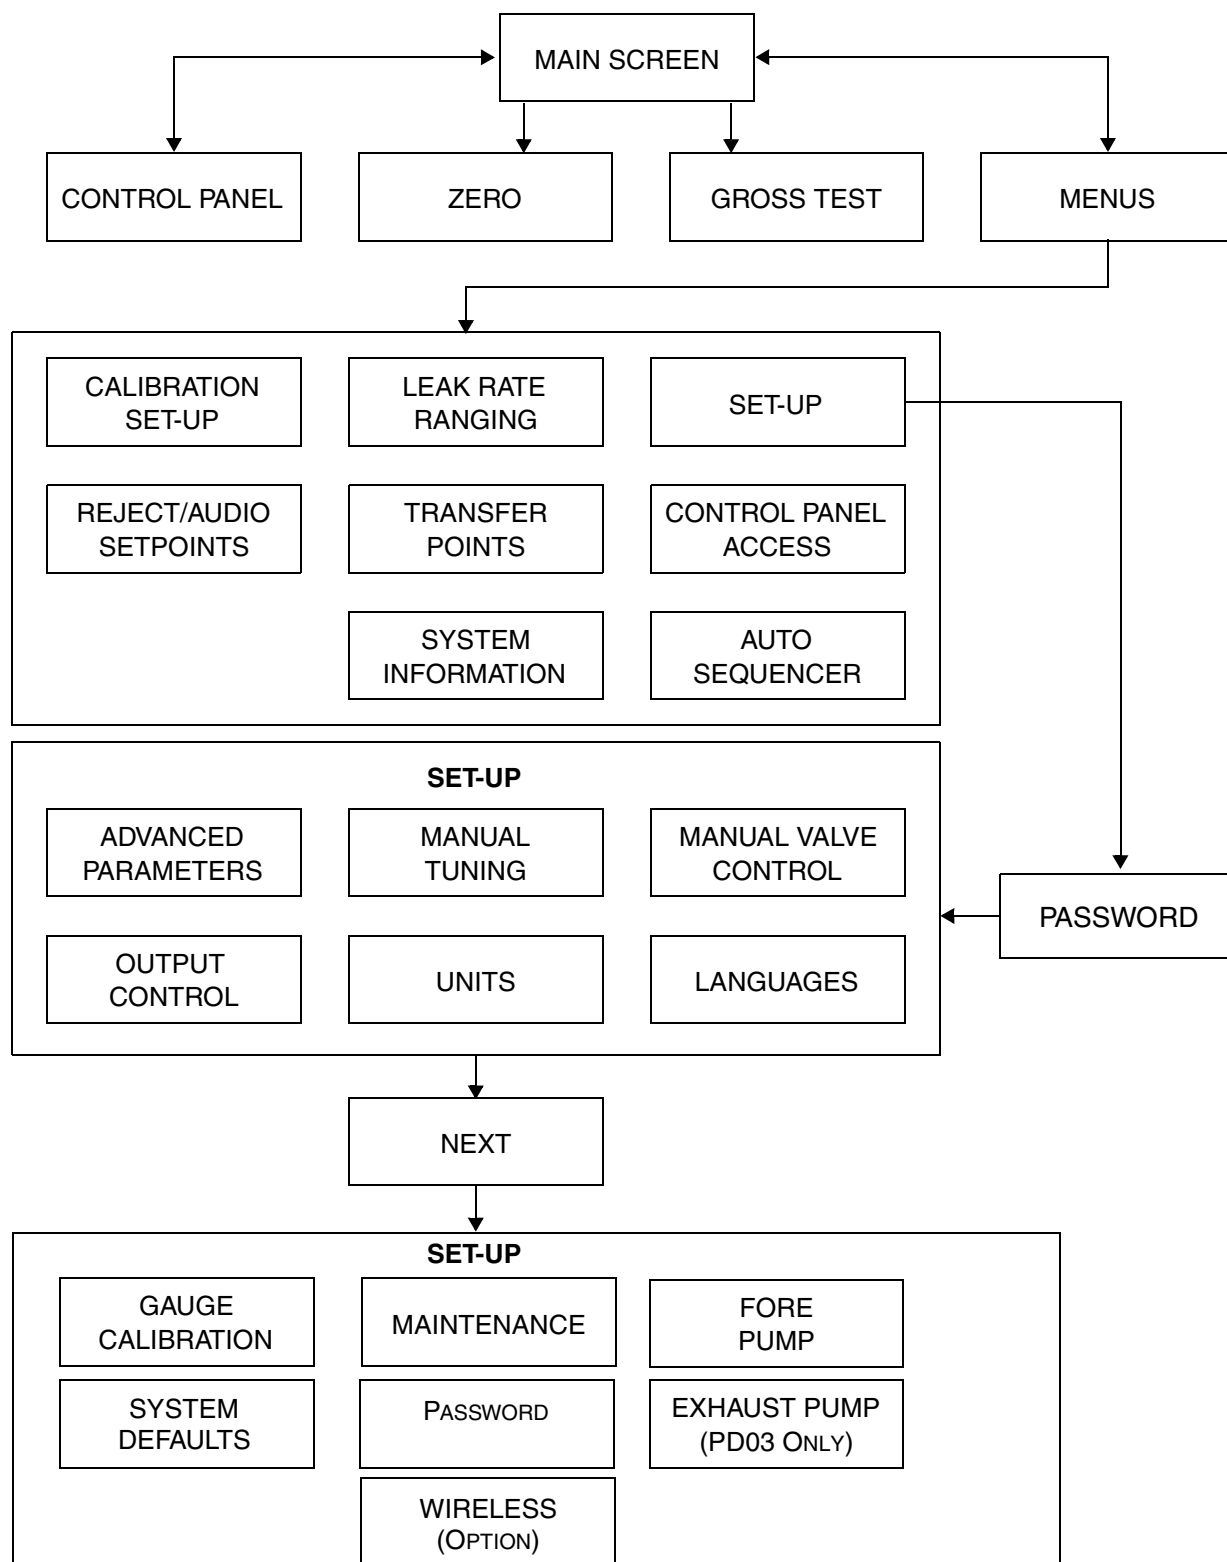 MAIN SCREEN
CONTROL PANEL
ZERO
GROSS TEST
MENUS
CALIBRATION
SET-UP
LEAK RATE
RANGING
SET-UP
REJECT/AUDIO
SETPOINTS
TRANSFER
POINTS
CONTROL PANEL
ACCESS
SYSTEM
INFORMATION
AUTO
SEQUENCER
SET-UP
ADVANCED
PARAMETERS
MANUAL
TUNING
MANUAL VALVE
CONTROL
PASSWORD
OUTPUT
CONTROL
UNITS
LANGUAGES
NEXT
SET-UP
GAUGE
CALIBRATION
MAINTENANCE
FORE
PUMP
SYSTEM
DEFAULTS
PASSWORD
EXHAUST PUMP
(PD03 ONLY)
WIRELESS
(OPTION)